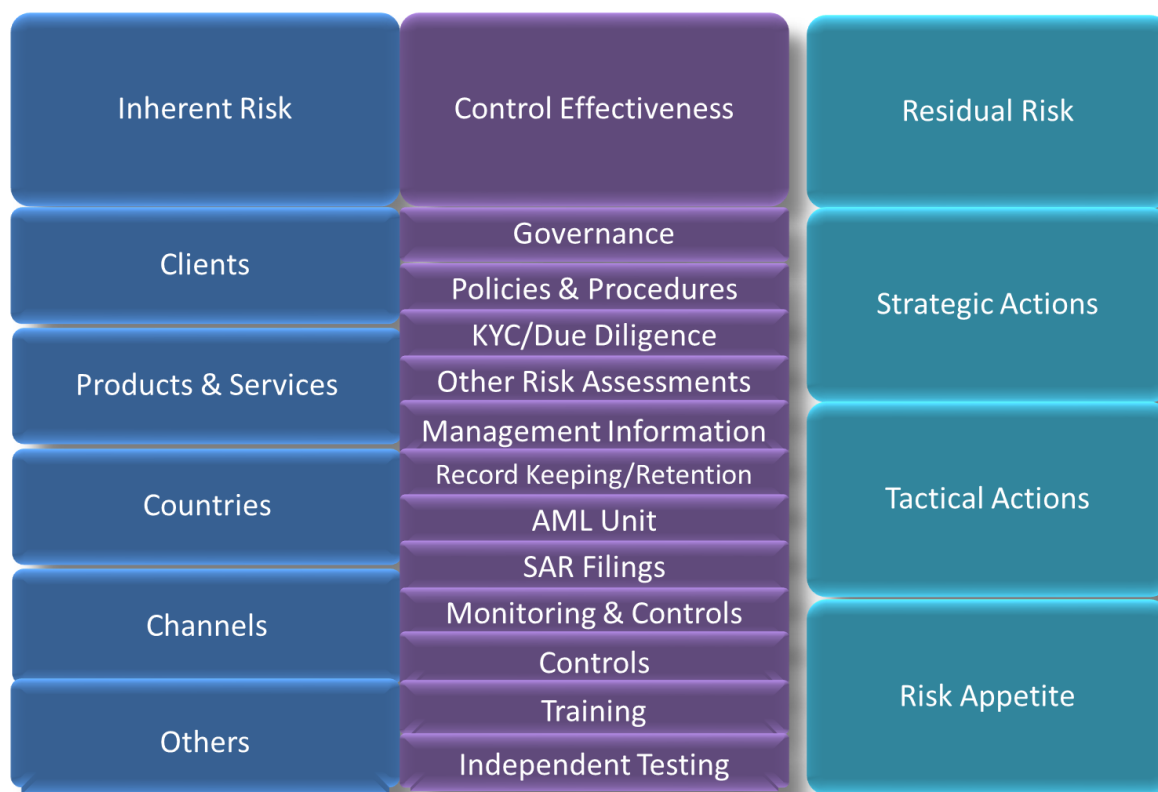 Inherent Risk
Clients
Products & Services
Countries
Channels
Others
Control Effectiveness
Governance
Policies & Procedures
KYC/Due Diligence
Other Risk Assessments
Management Information
Record Keeping/Retention
AML Unit
SAR Filings
Monitoring & Controls
Controls
Training
Independent Testing
Residual Risk
Strategic Actions
Tactical Actions
Risk Appetite